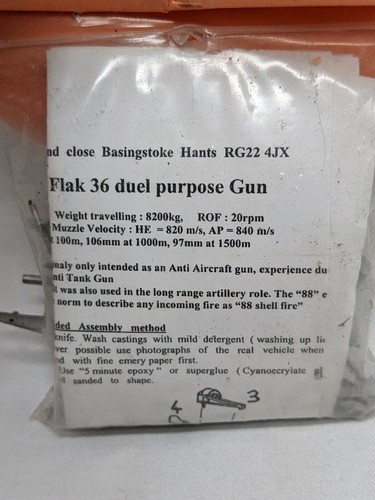 nd close Basingstoke Hants RG22 4JX
Flak 36 duel purpose Gun
Weight travelling : 8200kg, ROF : 20rpm
Muzzle Velocity : HE = 820 m/s, AP = 840 m/s
t 100m, 106mm at 1000m, 97mm at 1500m
only intended as an Anti Aircraft gun, experience du
nti Tank Gun
t was also used in the long range artillery role. The "88" e
norm to describe any incoming fire as "88 shell fire"
ded Assembly method
knife. Wash castings with mild detergent ( washing up li
ver possible use photographs of the real vehicle when
nd with fine emery paper first.
Use "5 minute epoxy" or superglue ( Cyanoecrylate gl
d sanded to shape.
4 3